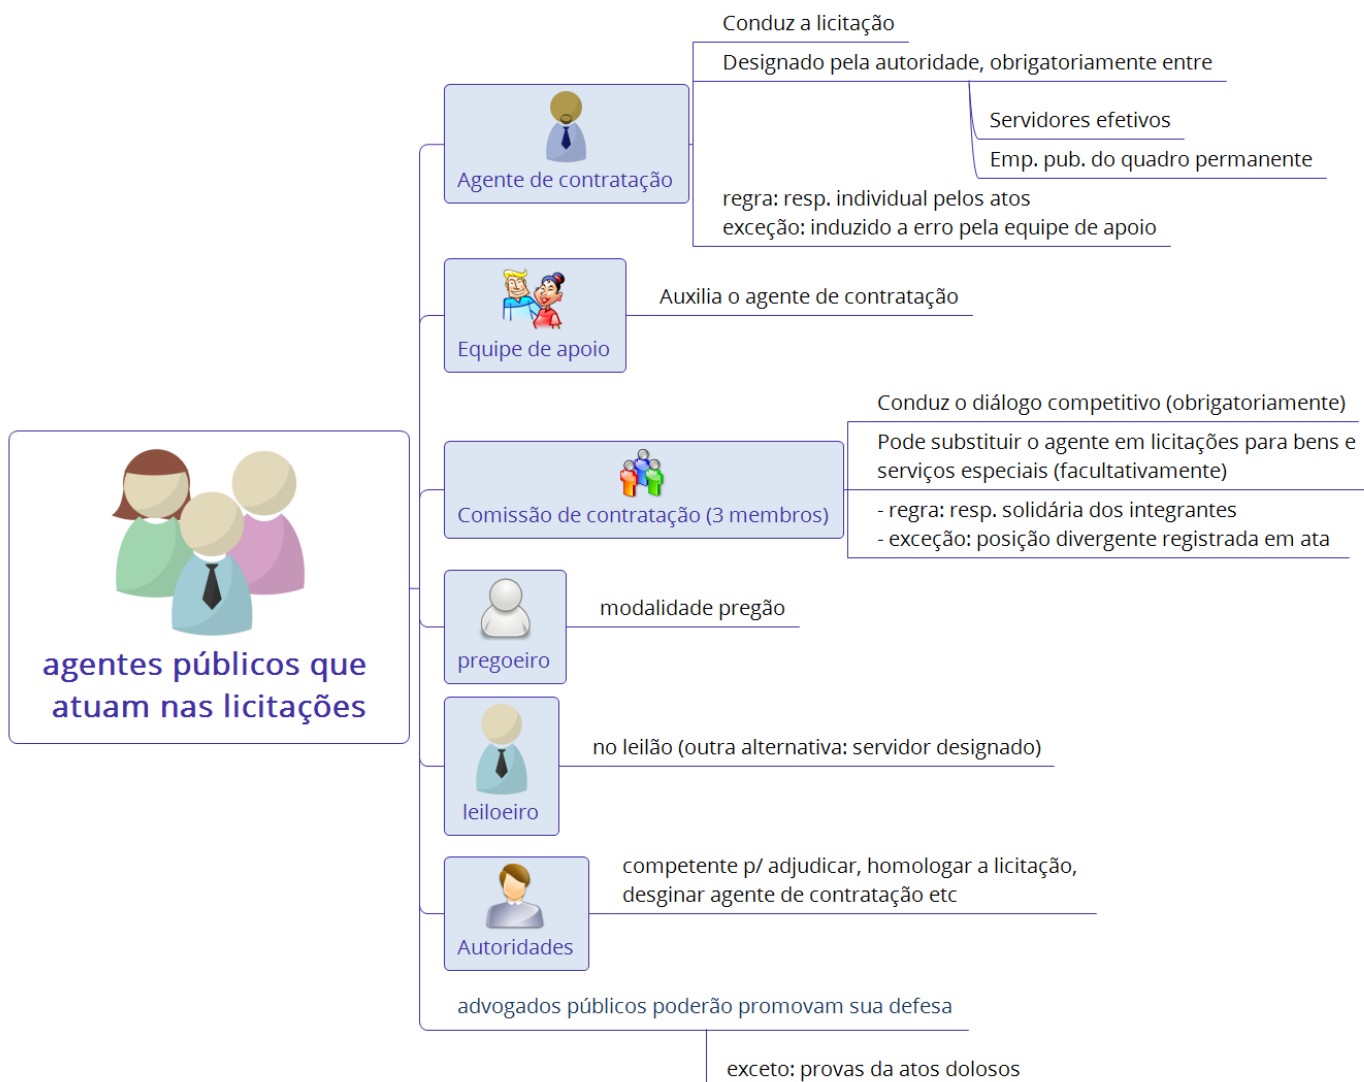 Conduz a licitação
Designado pela autoridade, obrigatoriamente entre
Servidores efetivos
Emp. pub. do quadro permanente
Agente de contratação
regra: resp. individual pelos atos
exceção: induzido a erro pela equipe de apoio
Auxilia o agente de contratação
Equipe de apoio
Conduz o diálogo competitivo (obrigatoriamente)
Pode substituir o agente em licitações para bens e
serviços especiais (facultativamente)
Comissão de contratação (3 membros)
- regra: resp. solidária dos integrantes
- exceção: posição divergente registrada em ata
modalidade pregão
pregoeiro
agentes públicos que
atuam nas licitações
no leilão (outra alternativa: servidor designado)
leiloeiro
competente p/ adjudicar, homologar a licitação,
desginar agente de contratação etc
Autoridades
advogados públicos poderão promovam sua defesa
exceto: provas da atos dolosos